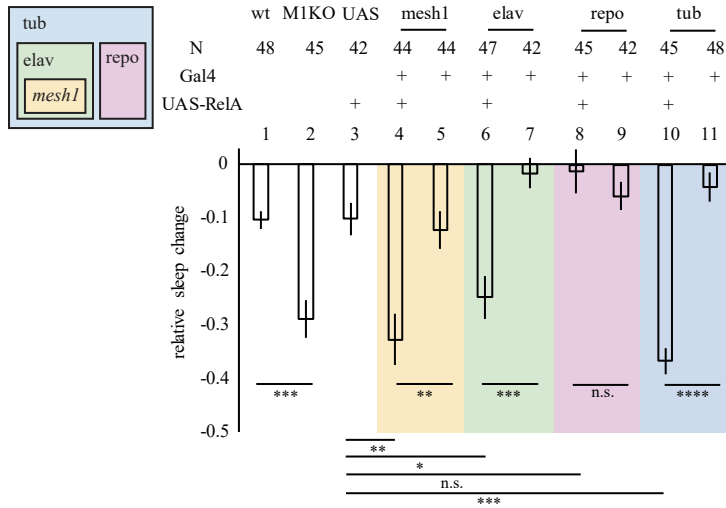 tub
elav
mesh1
repo
wt M1KO UAS mesh1 elav repo tub
N 48 45 42 44 44 47 42 45 42 45 48
Gal4 + + + + + + + +
UAS-RelA + + + + +
1 2 3 4 5 6 7 8 9 10 11
relative sleep change
0
-0.1
-0.2
-0.3
-0.4
-0.5
*** ** *** n.s. ****
**
*
n.s.
***